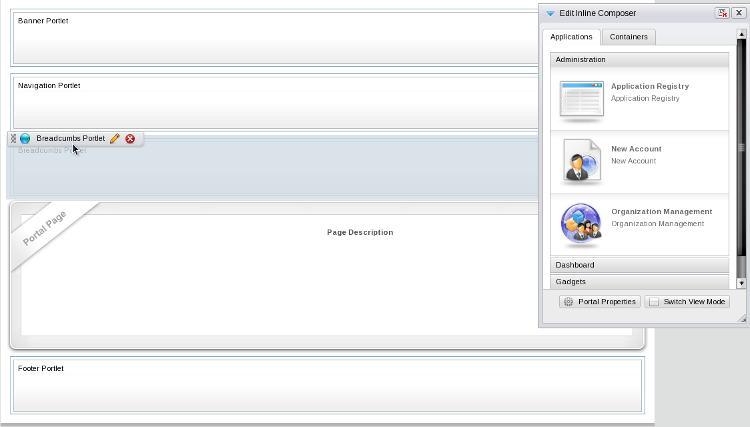 Banner Portlet
Navigation Portlet
Breadcumbs Portlet
Breadcumbs Portlet
Portal Page
Page Description
Footer Portlet
Edit Inline Composer
Applications
Containers
Administration
Application Registry
Application Registry
New Account
New Account
Organization Management
Organization Management
Dashboard
Gadgets
Portal Properties
Switch View Mode